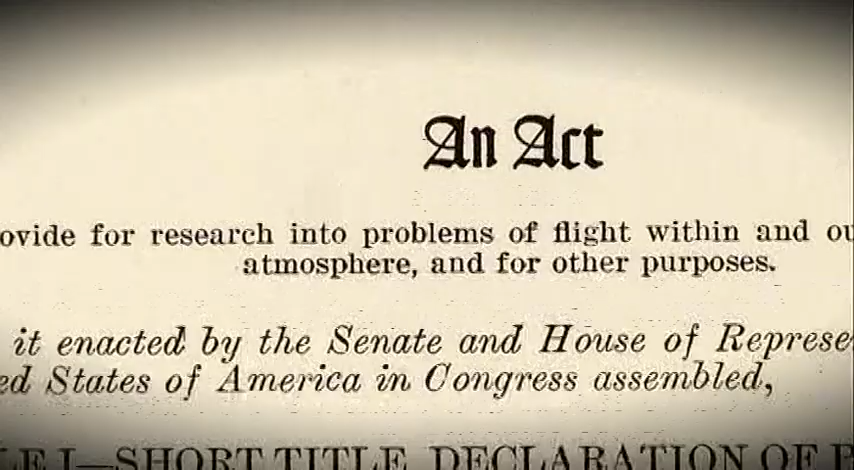 An Act
ovide for research into problems of flight within and ou
atmosphere, and for other purposes.
it enacted by the Senate and House of Represe
ed States of America in Congress assembled,
LE I—SHORT TITLE, DECLARATION OF P